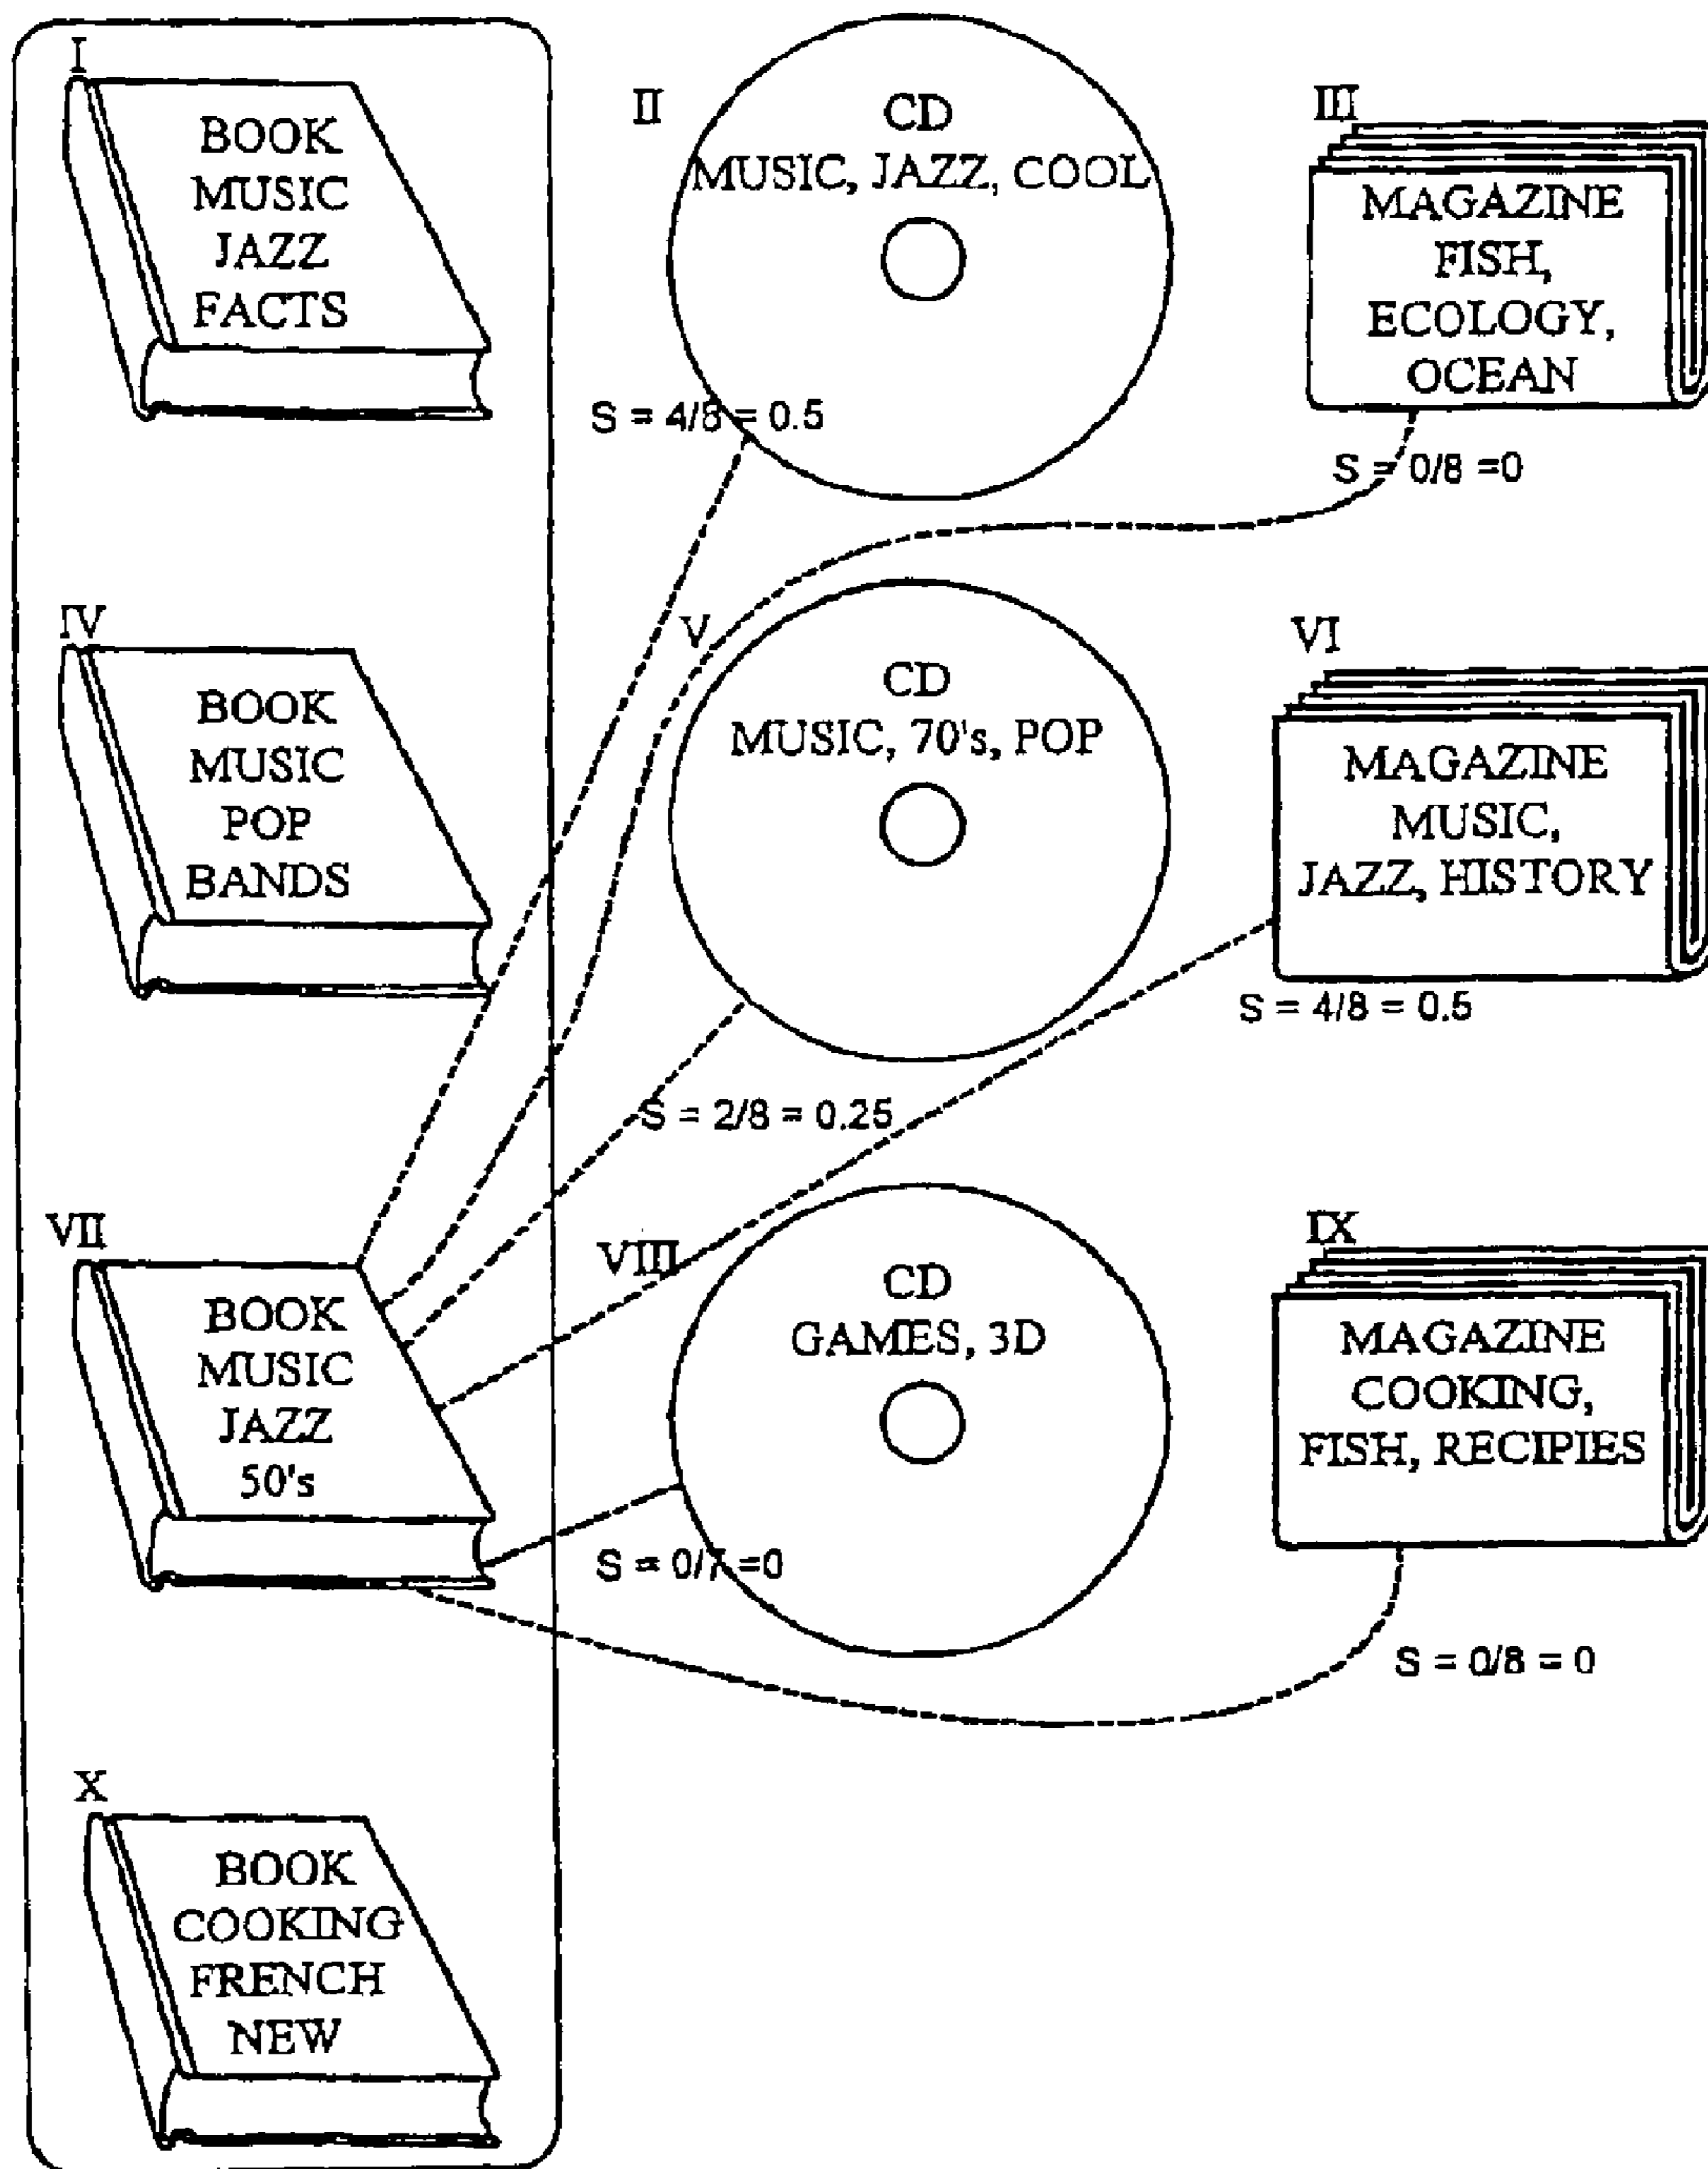 I
BOOK
MUSIC
JAZZ
FACTS
II
CD
MUSIC, JAZZ, COOL
S = 4/8 = 0.5
III
MAGAZINE
FISH,
ECOLOGY,
OCEAN
S = 0/8 =0
IV
BOOK
MUSIC
POP
BANDS
V
CD
MUSIC, 70's, POP
S = 2/8 = 0.25
VI
MAGAZINE
MUSIC,
JAZZ, HISTORY
S = 4/8 = 0.5
VII
BOOK
MUSIC
JAZZ
50's
VIII
CD
GAMES, 3D
S = 0/7 =0
IX
MAGAZINE
COOKING,
FISH, RECIPIES
S = 0/8 = 0
X
BOOK
COOKING
FRENCH
NEW